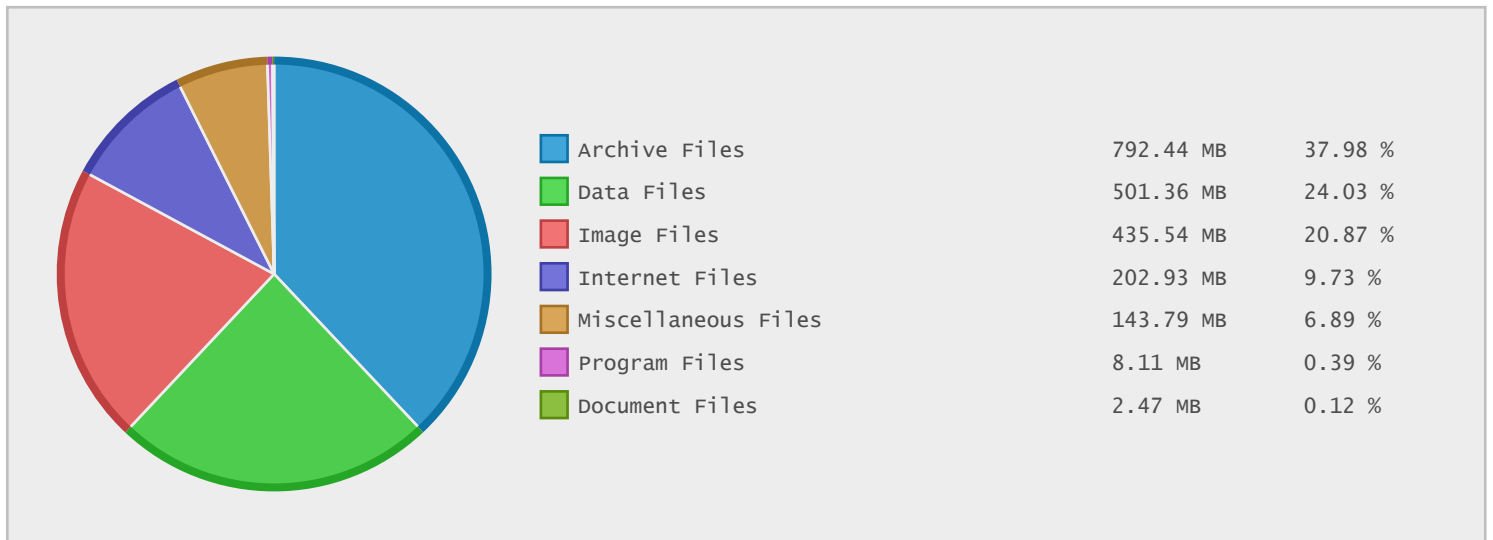 Archive Files 792.44 MB 37.98 %
Data Files 501.36 MB 24.03 %
Image Files 435.54 MB 20.87 %
Internet Files 202.93 MB 9.73 %
Miscellaneous Files 143.79 MB 6.89 %
Program Files 8.11 MB 0.39 %
Document Files 2.47 MB 0.12 %